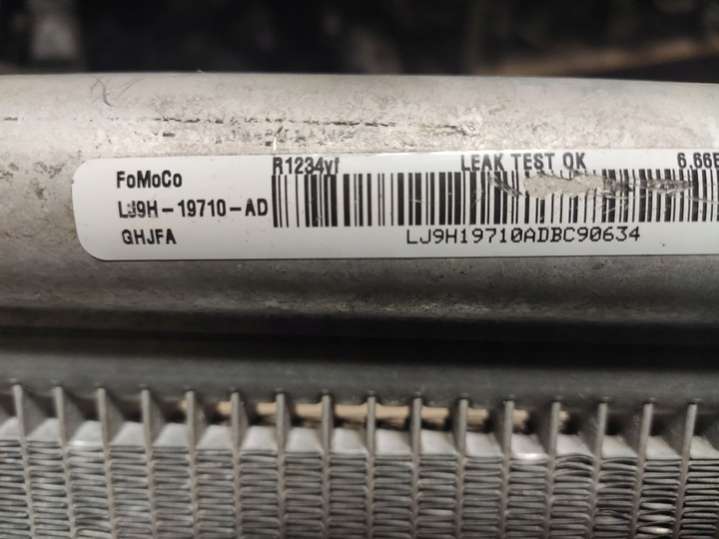 R1234yf LEAK TEST OK
FoMoCo
LJ9H-19710-AD
GHJFA
LJ9H19710ADBC90634